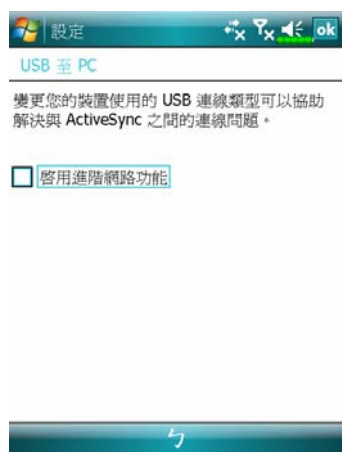 設定 ok
USB 至 PC
變更您的裝置使用的 USB 連線類型可以協助
解決與 ActiveSync 之間的連線問題。
啓用進階網路功能
ㄅ